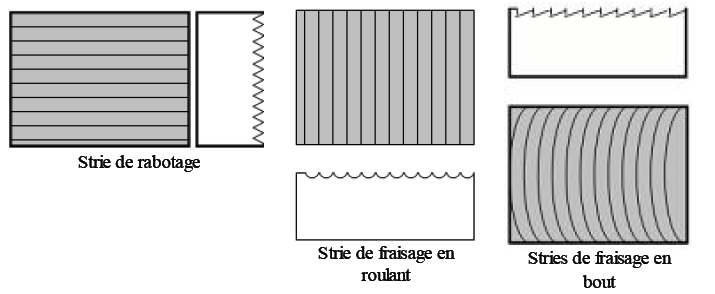 Strie de rabotage
Strie de fraisage en
roulant
Stries de fraisage en
bout